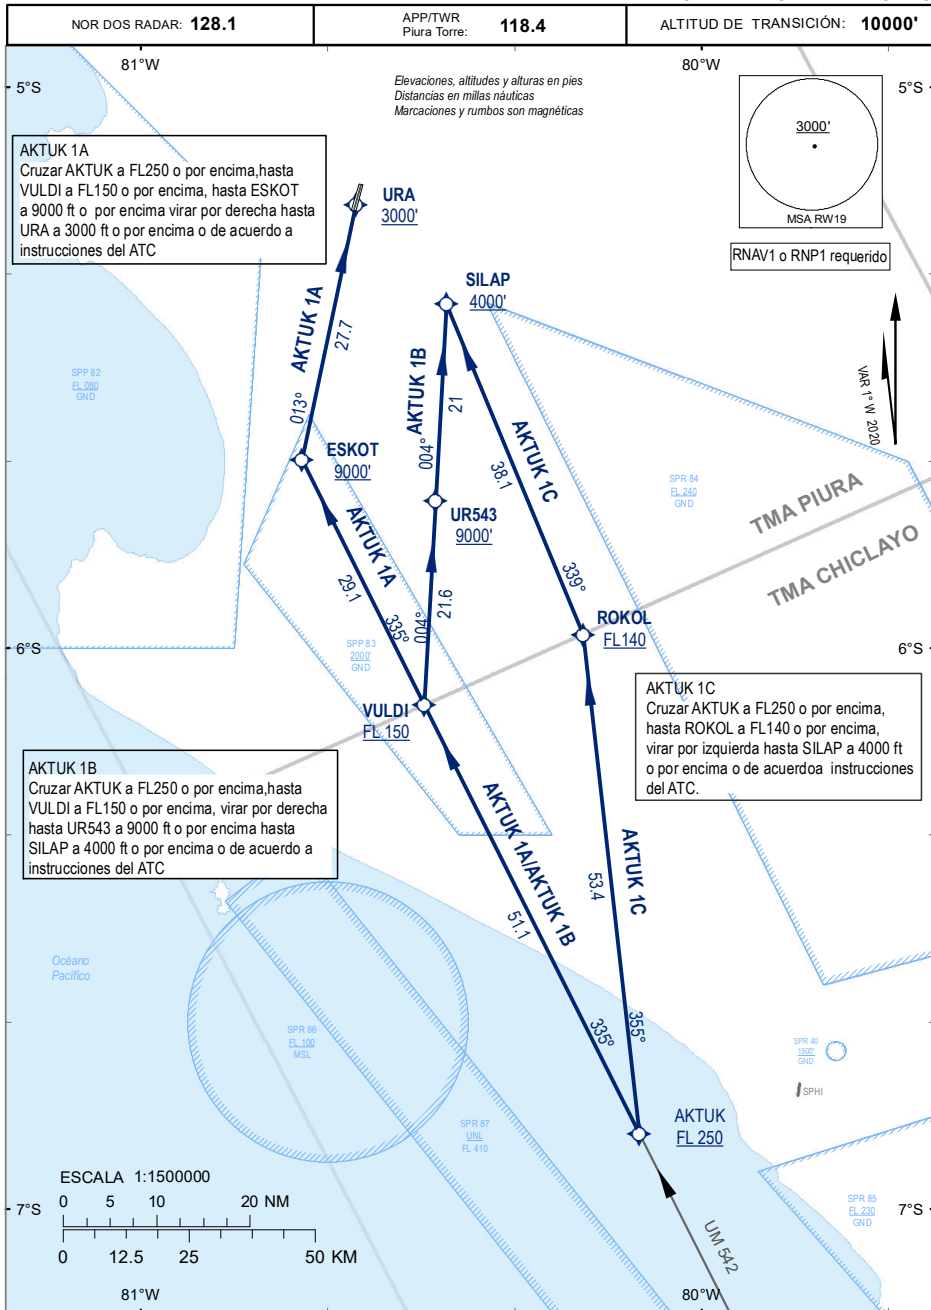 NOR DOS RADAR: 128.1
APP/TWR
Piura Torre: 118.4
ALTITUD DE TRANSICIÓN: 10000'
81°W
80°W
5°S
5°S
Elevaciones, altitudes y alturas en pies
Distancias en millas náuticas
Marcaciones y rumbos son magnéticas
3000'
MSA RW19
RNAV1 o RNP1 requerido
AKTUK 1A
Cruzar AKTUK a FL250 o por encima,hasta
VULDI a FL150 o por encima, hasta ESKOT
a 9000 ft o por encima virar por derecha hasta
URA a 3000 ft o por encima o de acuerdo a
instrucciones del ATC
URA
3000'
SILAP
4000'
VAR 1° W 2020
AKTUK 1A
27.7
013°
AKTUK 1B
21
004°
AKTUK 1C
38.1
339°
SPP 82
FL 080
GND
ESKOT
9000'
UR543
9000'
SPR 84
FL 240
GND
TMA PIURA
TMA CHICLAYO
AKTUK 1A
29.1
335°
004°
21.6
ROKOL
FL140
6°S
6°S
SPP 83
2000'
GND
VULDI
FL 150
AKTUK 1C
Cruzar AKTUK a FL250 o por encima,
hasta ROKOL a FL140 o por encima,
virar por izquierda hasta SILAP a 4000 ft
o por encima o de acuerdoa instrucciones
del ATC.
AKTUK 1B
Cruzar AKTUK a FL250 o por encima,hasta
VULDI a FL150 o por encima, virar por derecha
hasta UR543 a 9000 ft o por encima hasta
SILAP a 4000 ft o por encima o de acuerdo a
instrucciones del ATC
AKTUK 1A/AKTUK 1B
51.1
335°
AKTUK 1C
53.4
355°
Océano
Pacífico
SPR 86
FL 100
MSL
SPR 40
1500'
GND
SPHI
SPR 87
UNL
FL 410
AKTUK
FL 250
ESCALA 1:1500000
0 5 10 20 NM
0 12.5 25 50 KM
UM 542
SPR 85
FL 230
GND
7°S
7°S
81°W
80°W